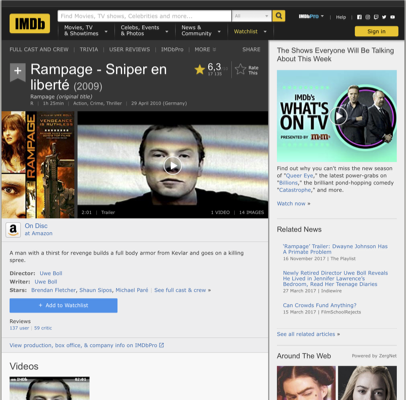 IMDb
Find Movies, TV shows, Celebrities and more...
All
IMDbPro
Help
Movies, TV
& Showtimes
Celebs, Events
& Photos
News &
Community
Watchlist
Sign in
FULL CAST AND CREW | TRIVIA | USER REVIEWS | IMDbPro | MORE
SHARE
Rampage - Sniper en
liberté (2009)
Rampage (original title)
R | 1h 25min | Action, Crime, Thriller | 29 April 2010 (Germany)
6,3
Rate
This
RAMPAGE
VENGEANCE
IS RUTHLESS
2:01 | Trailer
1 VIDEO | 14 IMAGES
On Disc
at Amazon
A man with a thirst for revenge builds a full body armor from Kevlar and goes on a killing
spree.
Director: Uwe Boll
Writer: Uwe Boll
Stars: Brendan Fletcher, Shaun Sipos, Michael Paré | See full cast & crew »
+ Add to Watchlist
Reviews
137 user | 59 critic
View production, box office, & company info on IMDbPro
Videos
The Shows Everyone Will Be Talking
About This Week
IMDb's
WHAT'S
ON TV
PRESENTED BY
Find out why you can't miss the new season
of "Queer Eye," the latest power-grabs on
"Billions," the brilliant pond-hopping comedy
"Catastrophe," and more.
Watch now »
Related News
'Rampage' Trailer: Dwayne Johnson Has
A Primate Problem
16 November 2017 | The Playlist
Newly Retired Director Uwe Boll Reveals
He Lived in Jennifer Lawrence's
Bedroom, Read Her Teenage Diaries
27 March 2017 | Indiewire
Can Crowds Fund Anything?
15 March 2017 | FilmSchoolRejects
See all related articles »
Around The Web
Powered by ZergNet